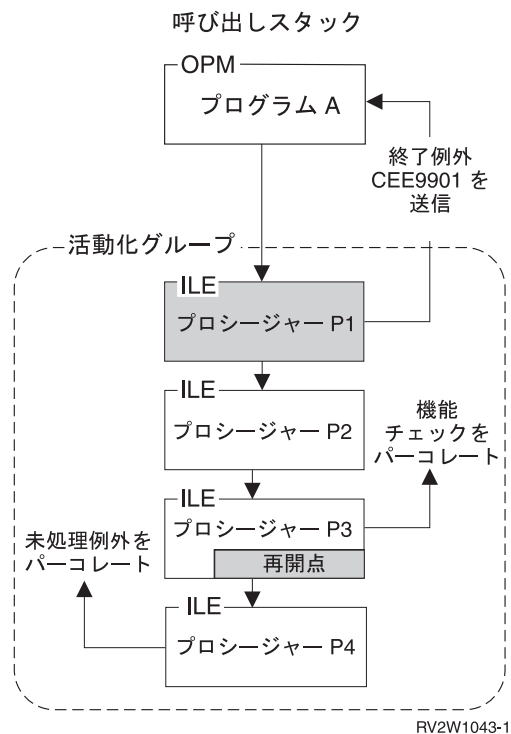 呼び出しスタック
OPM
プログラム A
終了例外
CEE9901 を
送信
活動化グループ
ILE
プロシージャー P1
ILE
プロシージャー P2
機能
チェックを
パーコレート
ILE
プロシージャー P3
再開点
未処理例外を
パーコレート
ILE
プロシージャー P4
RV2W1043-1